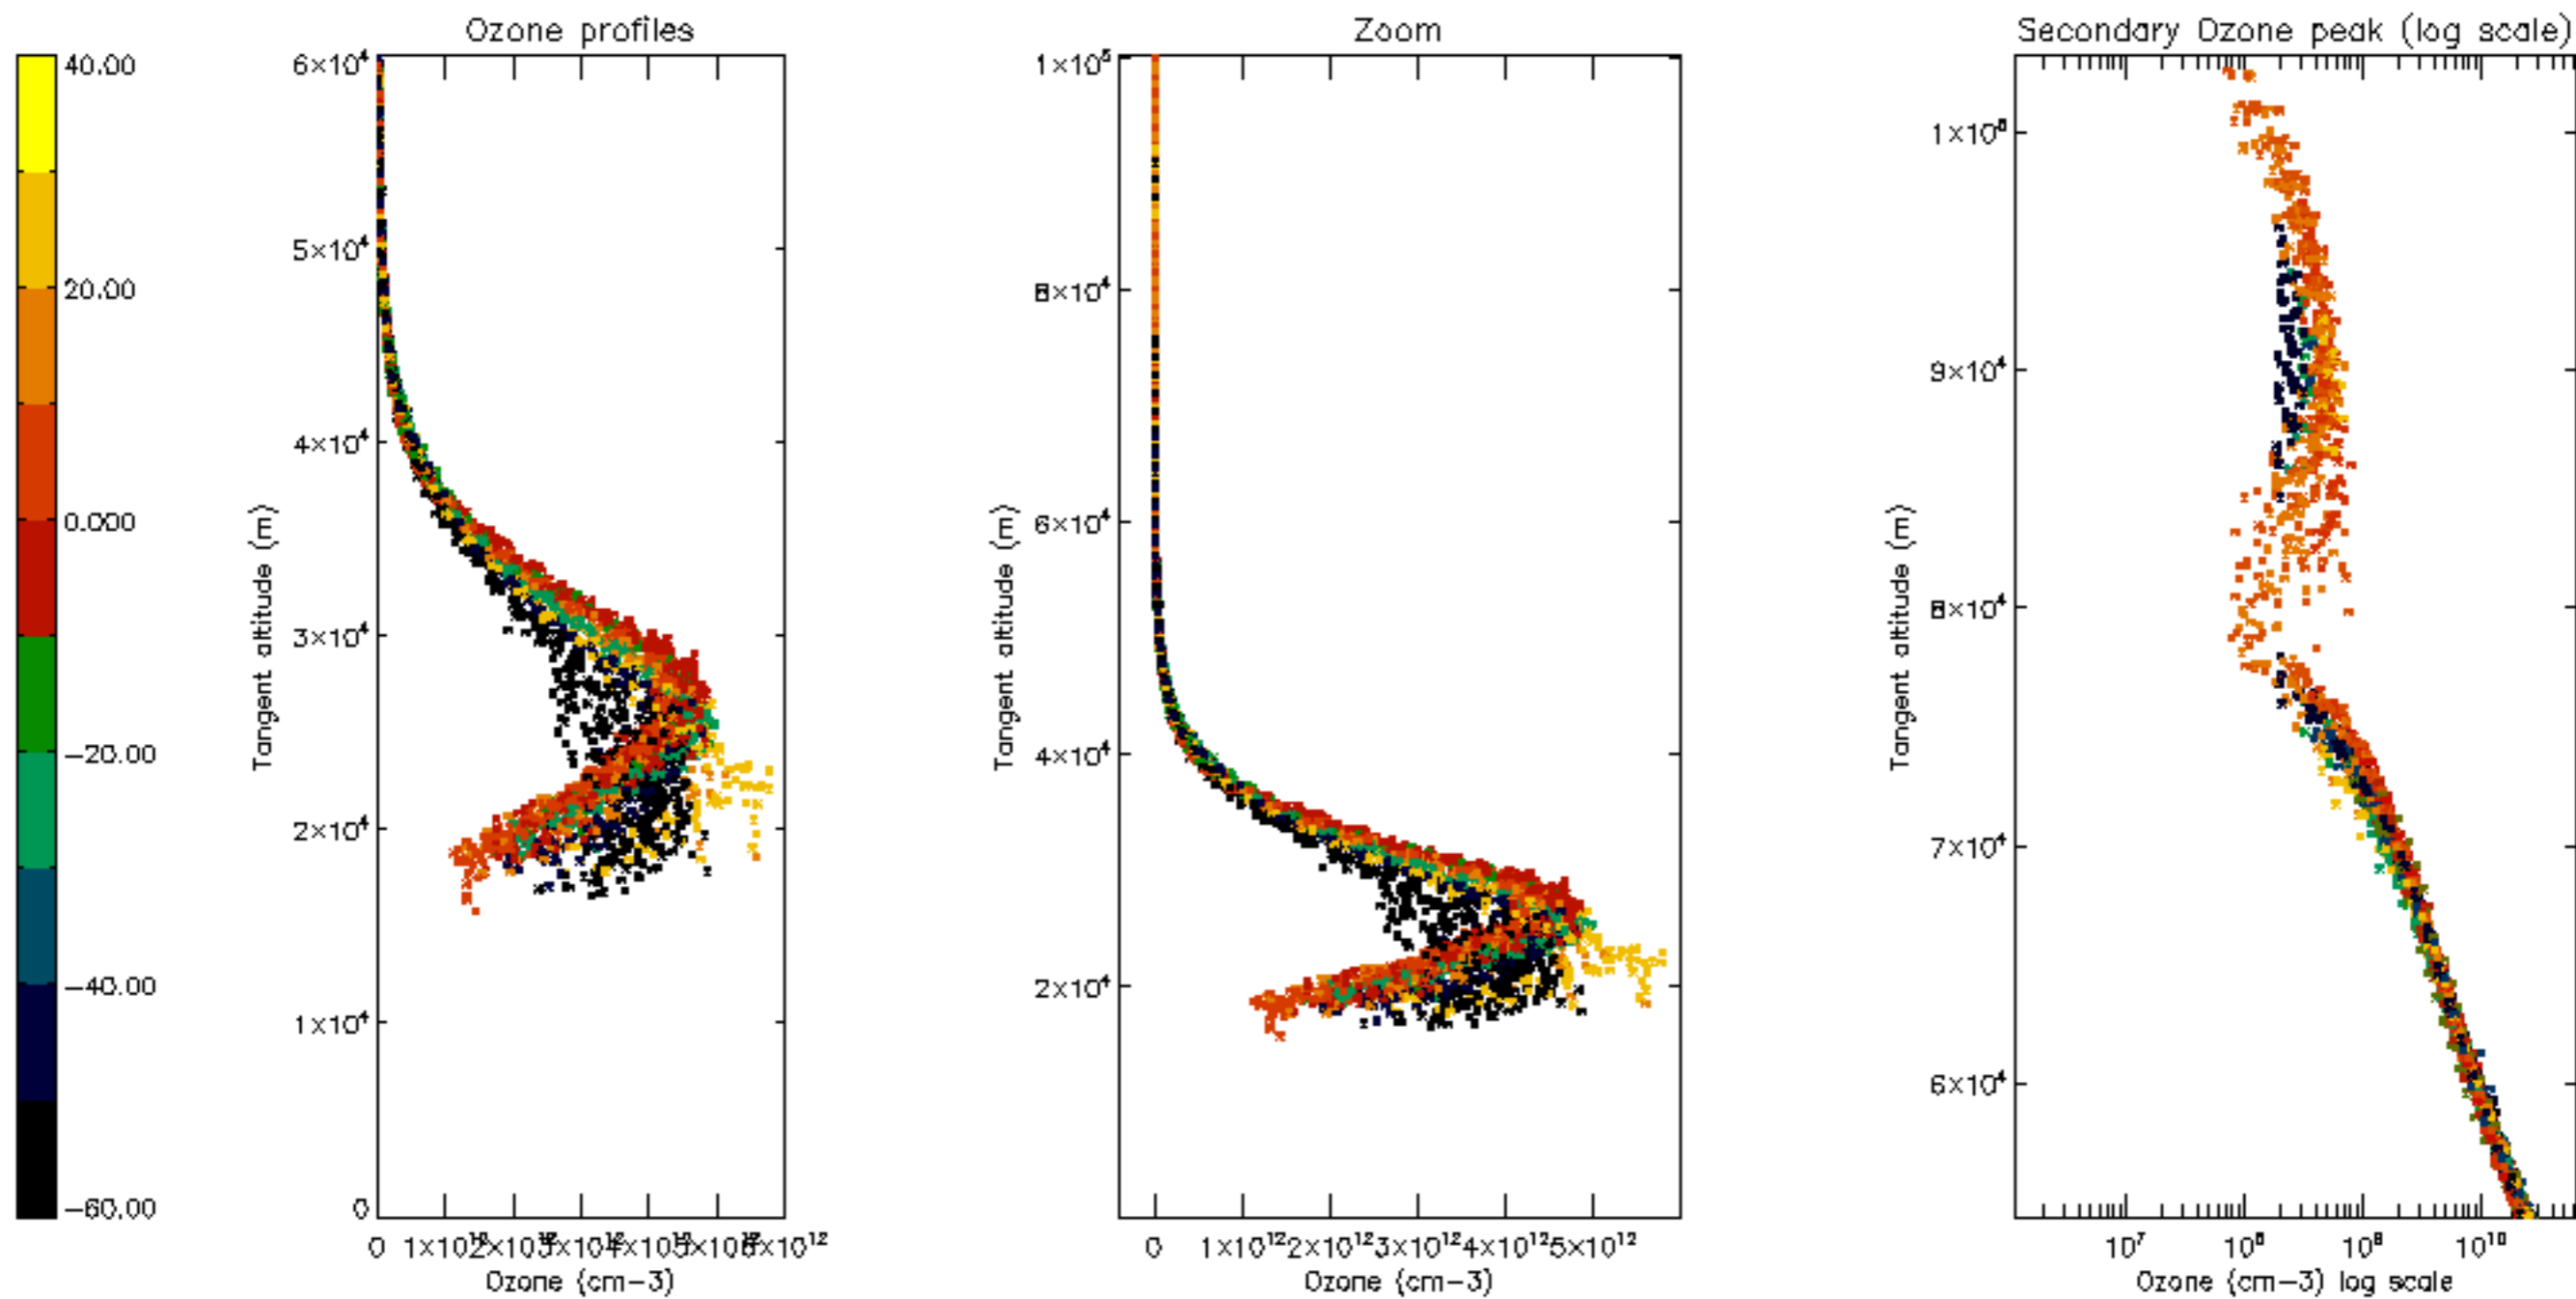 40.00
20.00
0.000
−20.00
−40.00
−60.00
Ozone profiles
6×10⁴
5×10⁴
4×10⁴
3×10⁴
2×10⁴
1×10⁴
0
Tangent altitude (m)
0
Ozone (cm−3)
Zoom
1×10⁵
8×10⁴
6×10⁴
4×10⁴
2×10⁴
Tangent altitude (m)
0 1×10¹² 2×10¹² 3×10¹² 4×10¹² 5×10¹²
Ozone (cm−3)
Secondary Ozone peak (log scale)
1×10⁵
9×10⁴
8×10⁴
7×10⁴
6×10⁴
Tangent altitude (m)
10⁷ 10⁸ 10⁹ 10¹⁰
Ozone (cm−3) log scale